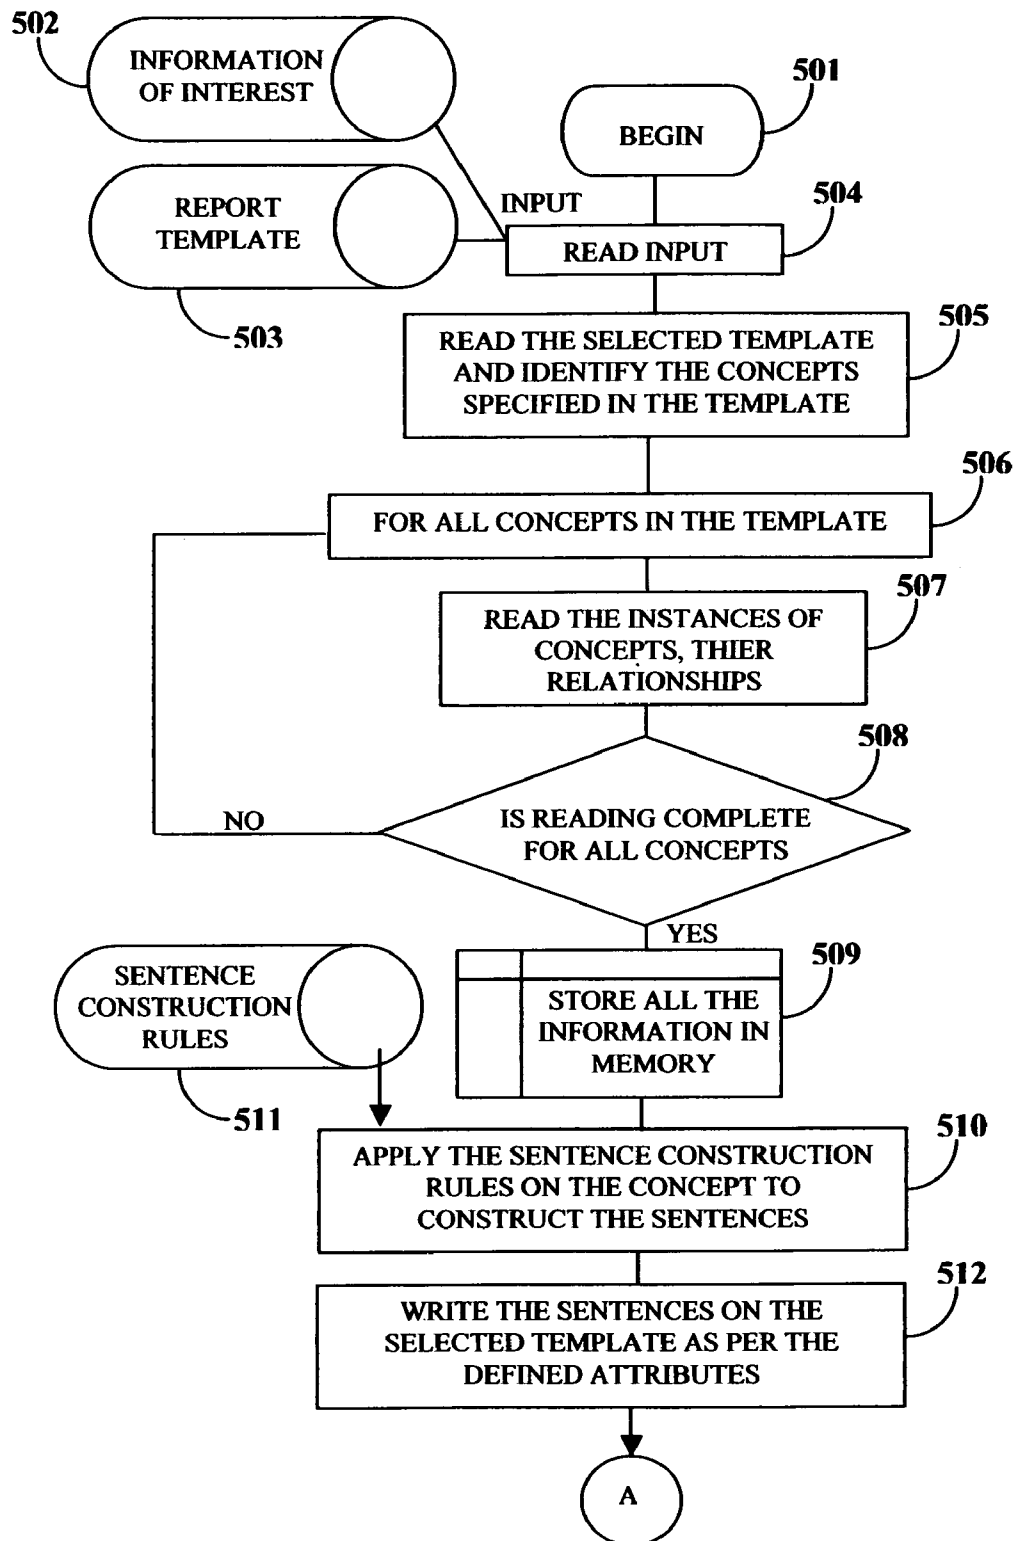 502
INFORMATION
OF INTEREST
501
BEGIN
REPORT
TEMPLATE
INPUT
504
READ INPUT
503
505
READ THE SELECTED TEMPLATE
AND IDENTIFY THE CONCEPTS
SPECIFIED IN THE TEMPLATE
506
FOR ALL CONCEPTS IN THE TEMPLATE
507
READ THE INSTANCES OF
CONCEPTS, THIER
RELATIONSHIPS
508
IS READING COMPLETE
FOR ALL CONCEPTS
NO
YES
509
STORE ALL THE
INFORMATION IN
MEMORY
SENTENCE
CONSTRUCTION
RULES
511
510
APPLY THE SENTENCE CONSTRUCTION
RULES ON THE CONCEPT TO
CONSTRUCT THE SENTENCES
512
WRITE THE SENTENCES ON THE
SELECTED TEMPLATE AS PER THE
DEFINED ATTRIBUTES
A